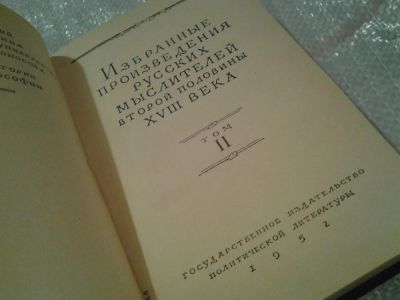 ИЗБРАННЫЕ
ПРОИЗВЕДЕНИЯ
РУССКИХ
МЫСЛИТЕЛЕЙ
ВТОРОЙ ПОЛОВИНЫ
XVIII ВЕКА
ТОМ
II
ГОСУДАРСТВЕННОЕ ИЗДАТЕЛЬСТВО
ПОЛИТИЧЕСКОЙ ЛИТЕРАТУРЫ
1952